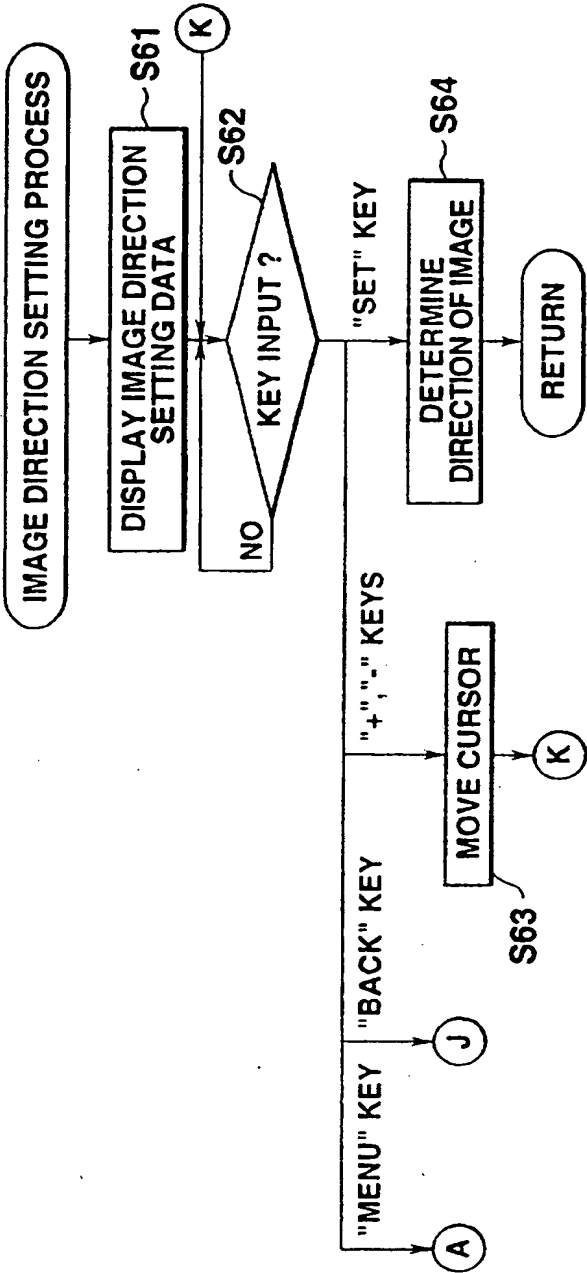 IMAGE DIRECTION SETTING PROCESS
DISPLAY IMAGE DIRECTION
SETTING DATA
S61
K
S62
KEY INPUT ?
NO
"MENU" KEY
"BACK" KEY
"+","-" KEYS
"SET" KEY
A
J
MOVE CURSOR
S63
K
DETERMINE
DIRECTION OF IMAGE
S64
RETURN